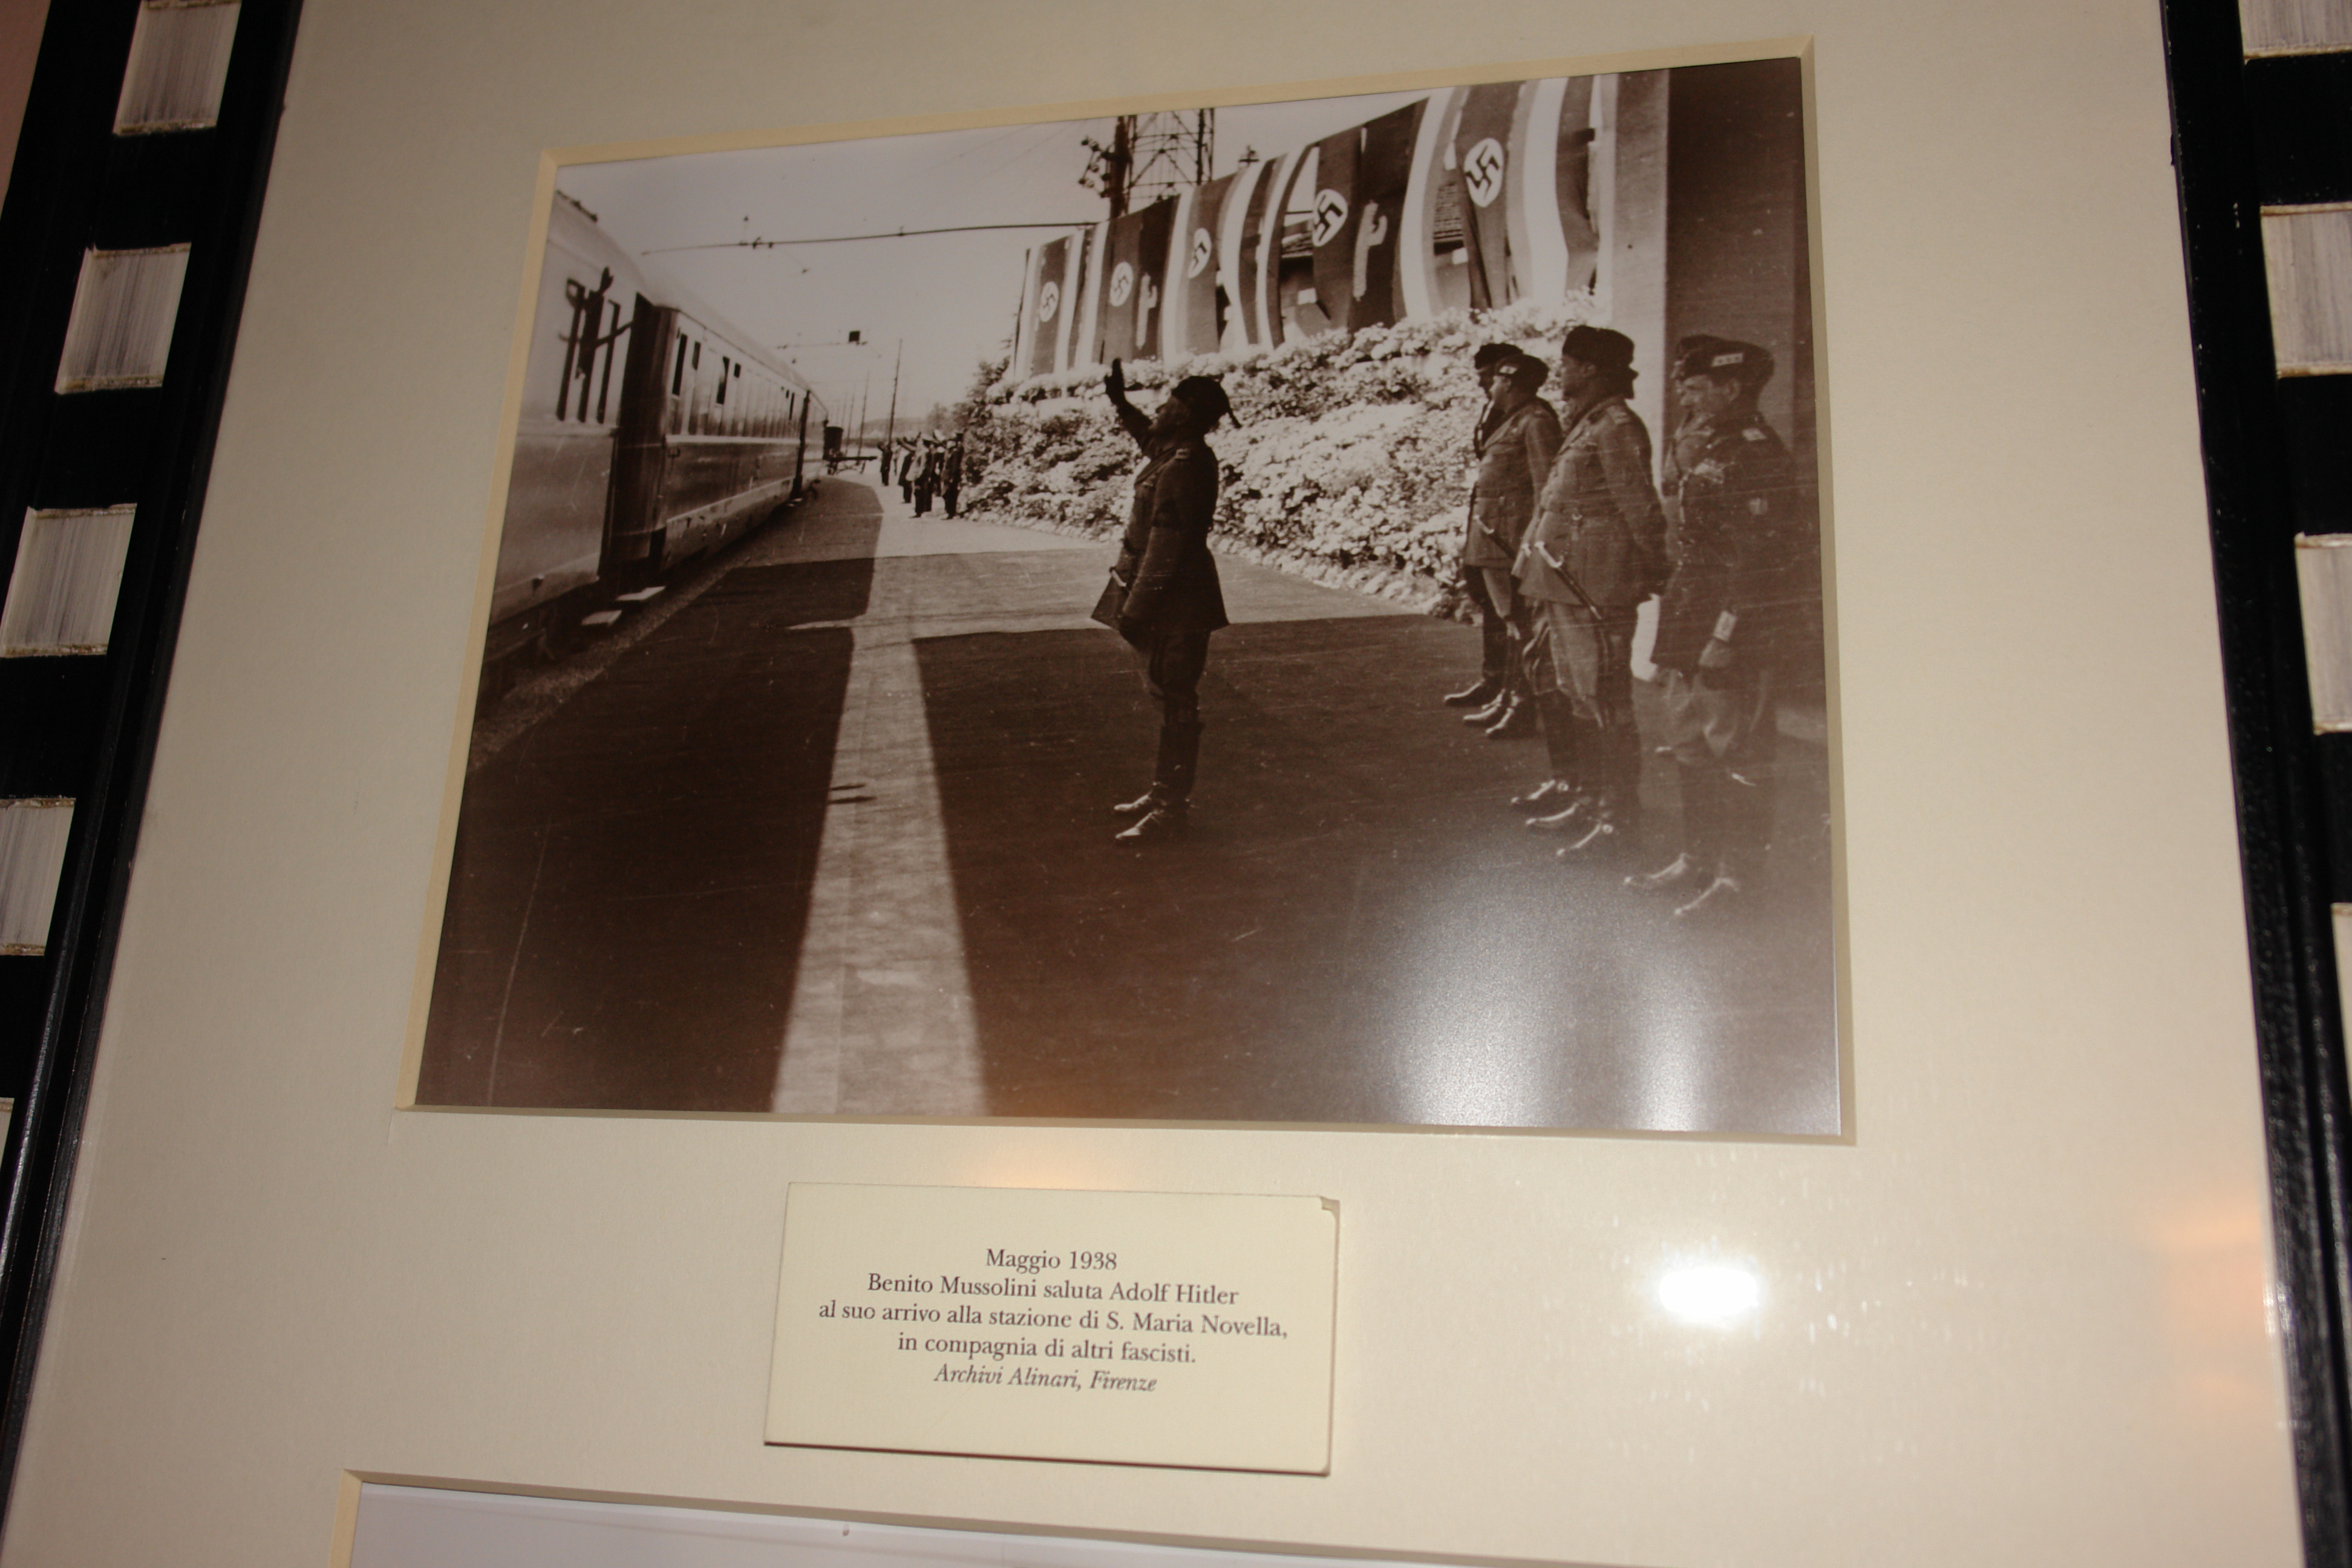 Maggio 1938
Benito Mussolini saluta Adolf Hitler
al suo arrivo alla stazione di S. Maria Novella,
in compagnia di altri fascisti.
Archivi Alinari, Firenze